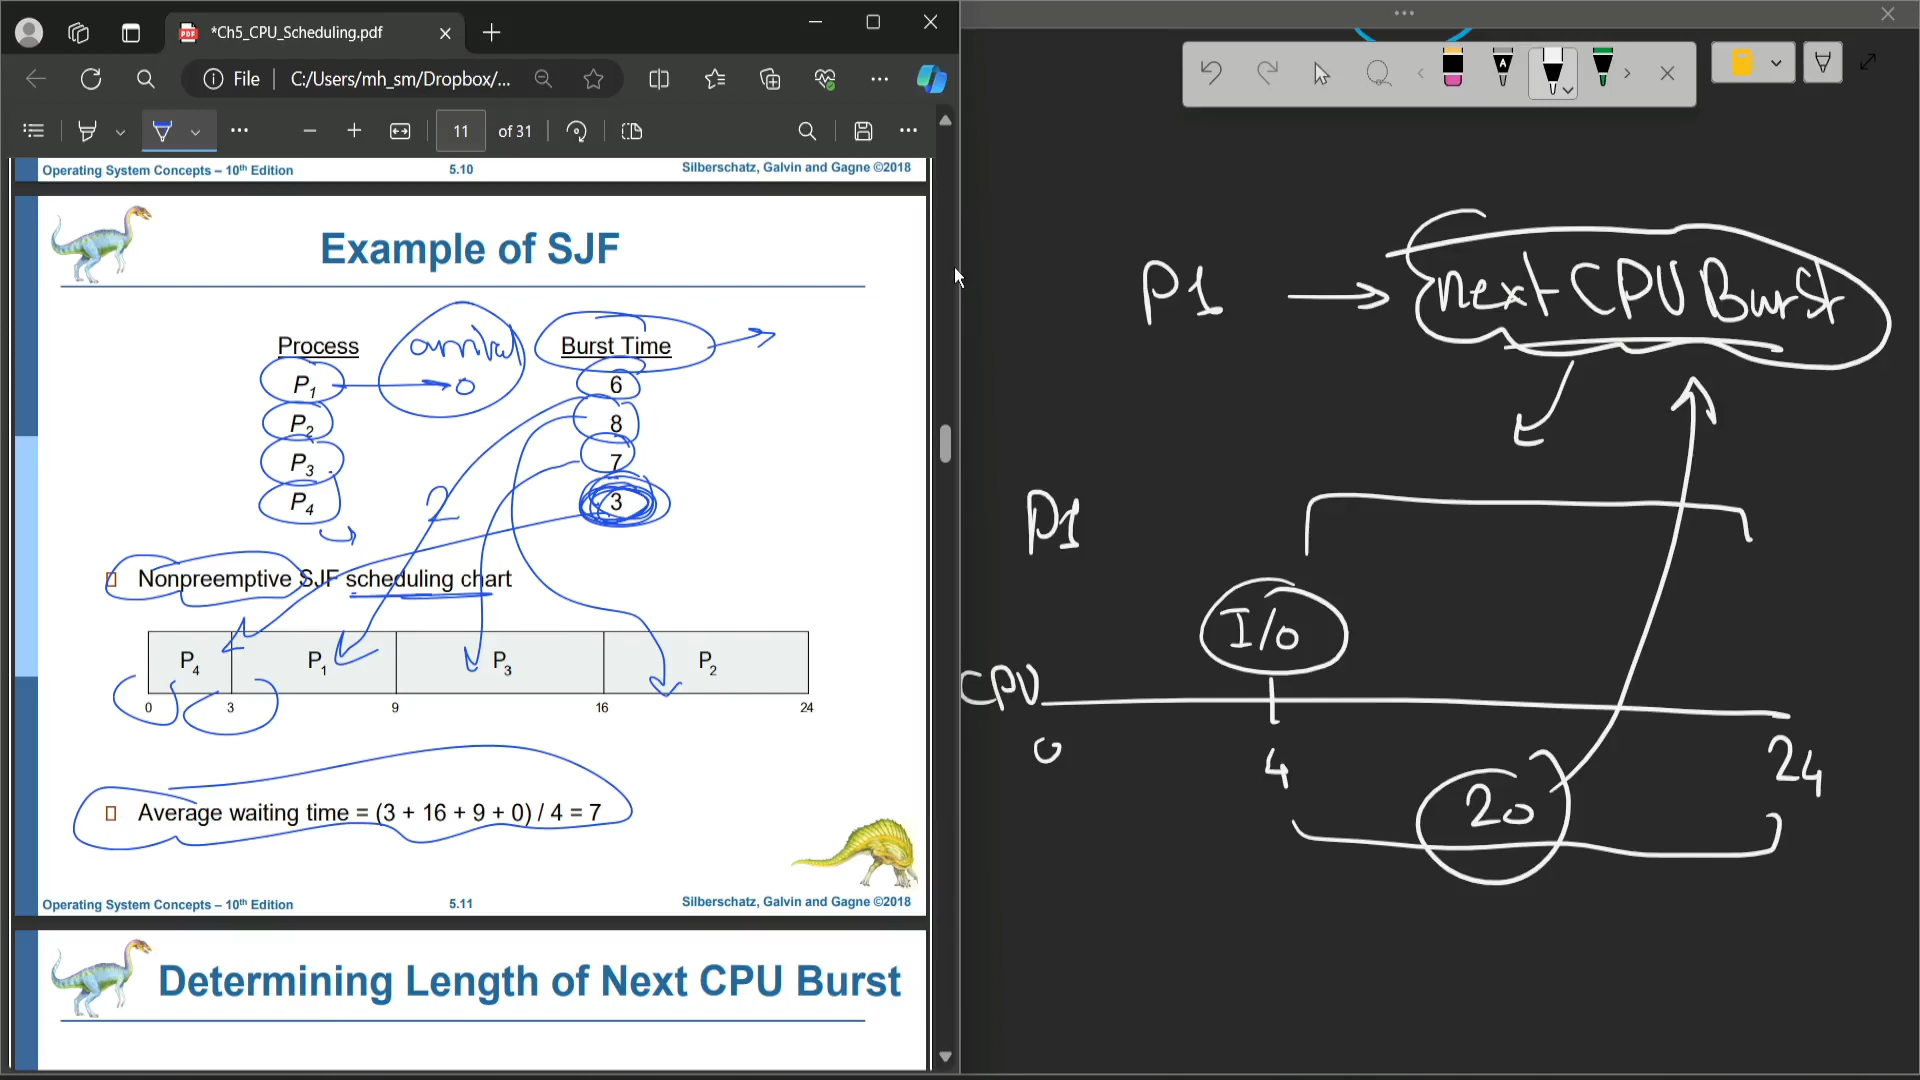 *Ch5_CPU_Scheduling.pdf
File
C:/Users/mh_sm/Dropbox/...
11 of 31
Operating System Concepts – 10th Edition 5.10 Silberschatz, Galvin and Gagne ©2018
Example of SJF
Process arrival Burst Time
P1 0 6
P2 8
P3 7
P4 3
2
Nonpreemptive SJF scheduling chart
P4 P1 P3 P2
0 3 9 16 24
Average waiting time = (3 + 16 + 9 + 0) / 4 = 7
Operating System Concepts – 10th Edition 5.11 Silberschatz, Galvin and Gagne ©2018
Determining Length of Next CPU Burst
A
P1 → next CPU Burst
P1
I/O
CPU
0 4 24
20